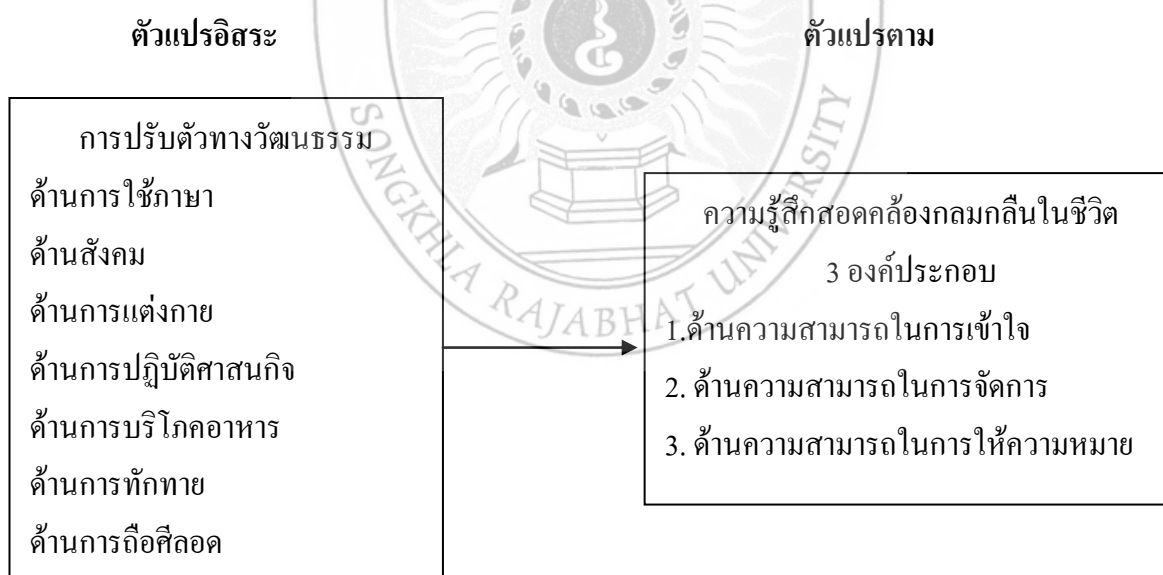 ตัวแปรอิสระ
ตัวแปรตาม
การปรับตัวทางวัฒนธรรม
ด้านการใช้ภาษา
ด้านสังคม
ด้านการแต่งกาย
ด้านการปฏิบัติศาสนกิจ
ด้านการบริโภคอาหาร
ด้านการทักทาย
ด้านการถือศีลอด
ความรู้สึกสอดคล้องกลมกลืนในชีวิต
3 องค์ประกอบ
1.ด้านความสามารถในการเข้าใจ
2. ด้านความสามารถในการจัดการ
3. ด้านความสามารถในการให้ความหมาย
SONGKHLA RAJABHAT UNIVERSITY